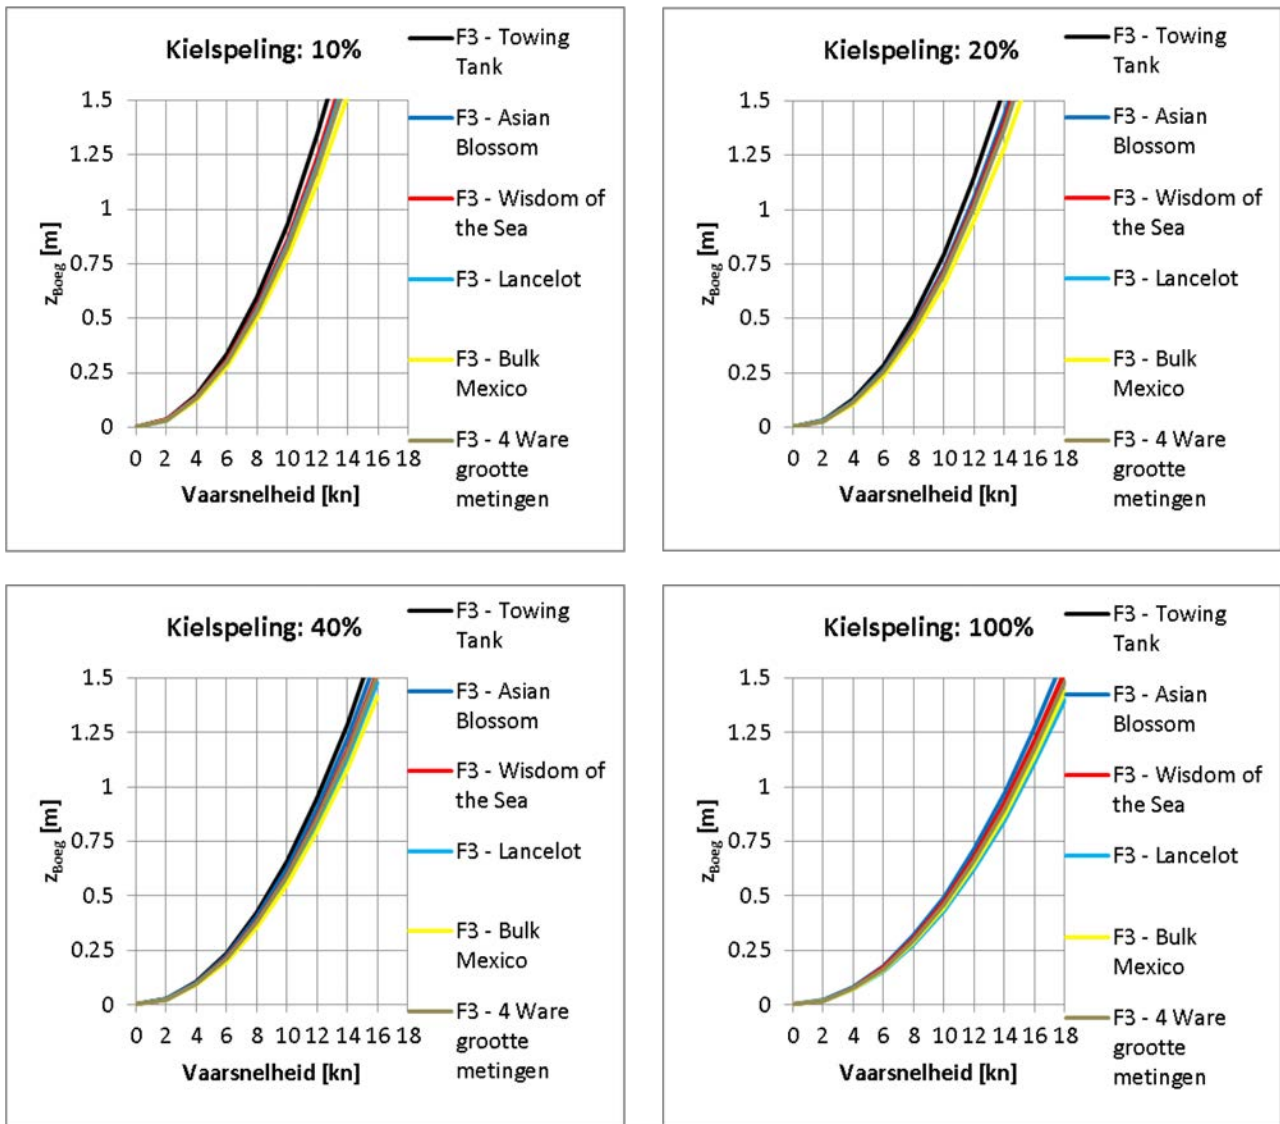 Kielspeling: 10%
1.5
1.25
1
0.75
0.5
0.25
0
z_Boeg [m]
0 2 4 6 8 10 12 14 16 18
Vaarsnelheid [kn]
F3 - Towing
Tank
F3 - Asian
Blossom
F3 - Wisdom of
the Sea
F3 - Lancelot
F3 - Bulk
Mexico
F3 - 4 Ware
grootte
metingen
Kielspeling: 20%
1.5
1.25
1
0.75
0.5
0.25
0
z_Boeg [m]
0 2 4 6 8 10 12 14 16 18
Vaarsnelheid [kn]
F3 - Towing
Tank
F3 - Asian
Blossom
F3 - Wisdom of
the Sea
F3 - Lancelot
F3 - Bulk
Mexico
F3 - 4 Ware
grootte
metingen
Kielspeling: 40%
1.5
1.25
1
0.75
0.5
0.25
0
z_Boeg [m]
0 2 4 6 8 10 12 14 16 18
Vaarsnelheid [kn]
F3 - Towing
Tank
F3 - Asian
Blossom
F3 - Wisdom of
the Sea
F3 - Lancelot
F3 - Bulk
Mexico
F3 - 4 Ware
grootte
metingen
Kielspeling: 100%
1.5
1.25
1
0.75
0.5
0.25
0
z_Boeg [m]
0 2 4 6 8 10 12 14 16 18
Vaarsnelheid [kn]
F3 - Towing
Tank
F3 - Asian
Blossom
F3 - Wisdom of
the Sea
F3 - Lancelot
F3 - Bulk
Mexico
F3 - 4 Ware
grootte
metingen